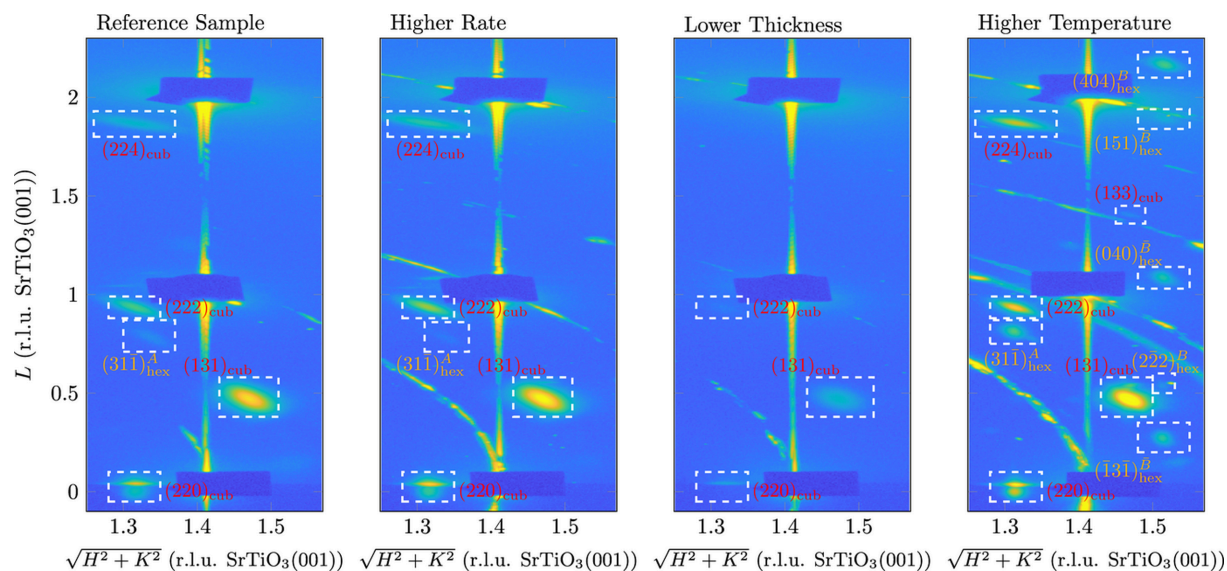 Reference Sample
Higher Rate
Lower Thickness
Higher Temperature
L (r.l.u. SrTiO₃(001))
2
1.5
1
0.5
0
(224)cub
(222)cub
(311̄)ᴬhex
(131)cub
(220)cub
1.3 1.4 1.5
√H² + K² (r.l.u. SrTiO₃(001))
(224)cub
(222)cub
(311̄)ᴬhex
(131)cub
(220)cub
1.3 1.4 1.5
√H² + K² (r.l.u. SrTiO₃(001))
(222)cub
(131)cub
(220)cub
1.3 1.4 1.5
√H² + K² (r.l.u. SrTiO₃(001))
(404)ᴮhex
(224)cub
(151)ᴮhex
(133)cub
(040)ᴮ̄hex
(222)cub
(311̄)ᴬhex
(131)cub
(22̄2)ᴮhex
(1̄31̄)ᴮ̄hex
(220)cub
1.3 1.4 1.5
√H² + K² (r.l.u. SrTiO₃(001))